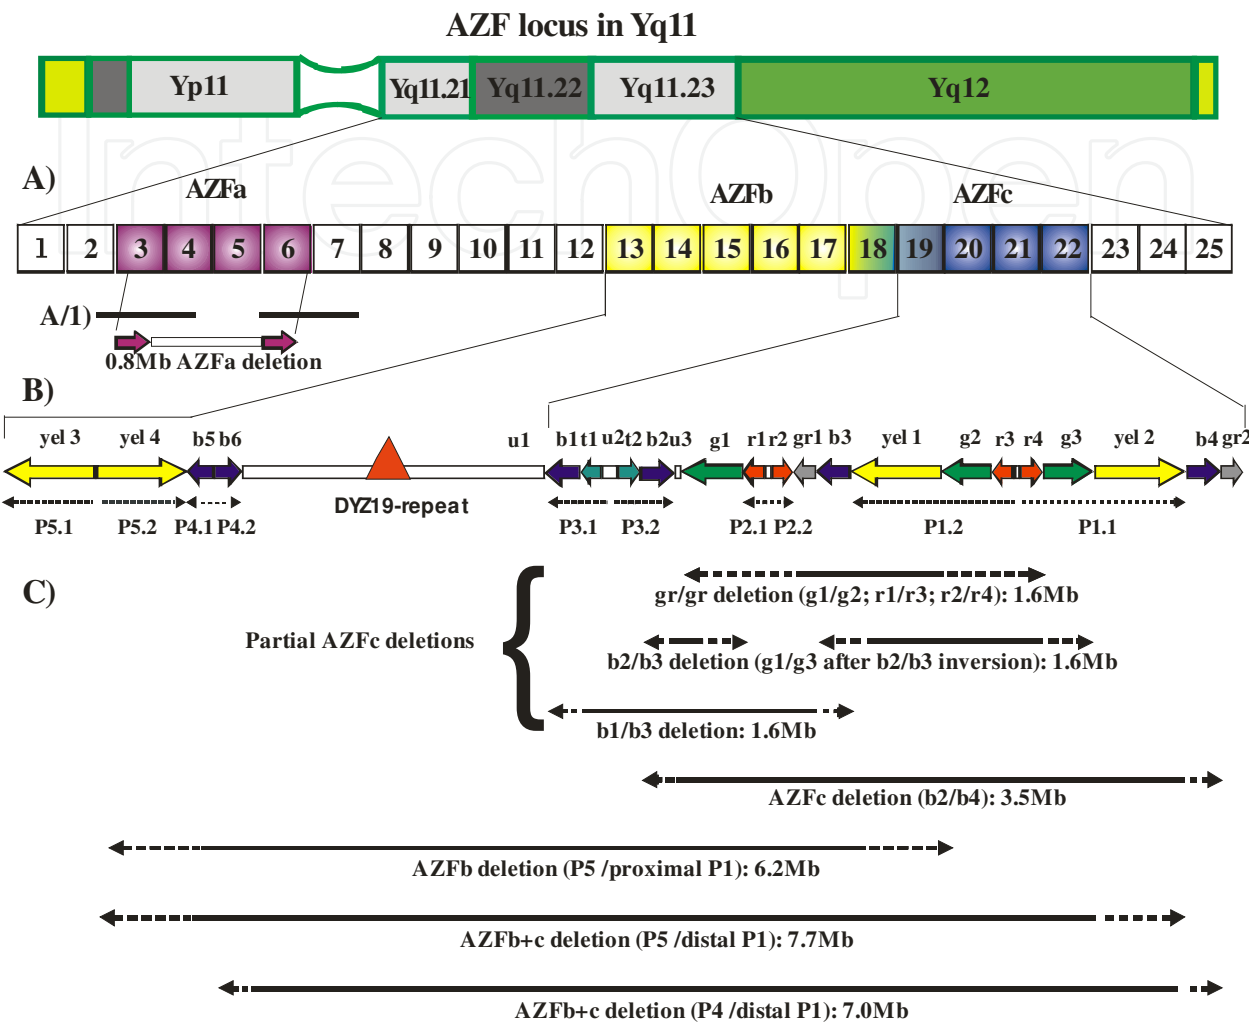 AZF locus in Yq11
Yp11 Yq11.21 Yq11.22 Yq11.23 Yq12
IntechOpen
A)
AZFa AZFb AZFc
1 2 3 4 5 6 7 8 9 10 11 12 13 14 15 16 17 18 19 20 21 22 23 24 25
A/1)
0.8Mb AZFa deletion
B)
yel 3 yel 4 b5 b6 u1 b1 t1 u2 t2 b2 u3 g1 r1 r2 gr1 b3 yel 1 g2 r3 r4 g3 yel 2 b4 gr2
DYZ19-repeat
P5.1 P5.2 P4.1 P4.2 P3.1 P3.2 P2.1 P2.2 P1.2 P1.1
C)
gr/gr deletion (g1/g2; r1/r3; r2/r4): 1.6Mb
Partial AZFc deletions
b2/b3 deletion (g1/g3 after b2/b3 inversion): 1.6Mb
b1/b3 deletion: 1.6Mb
AZFc deletion (b2/b4): 3.5Mb
AZFb deletion (P5 /proximal P1): 6.2Mb
AZFb+c deletion (P5 /distal P1): 7.7Mb
AZFb+c deletion (P4 /distal P1): 7.0Mb